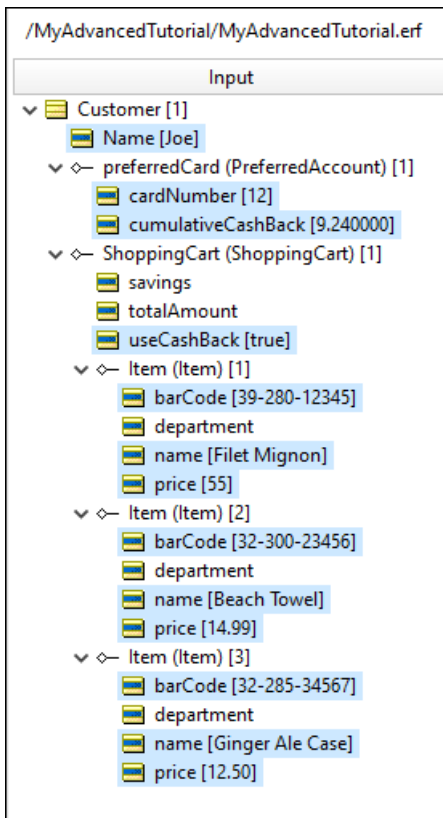 /MyAdvancedTutorial/MyAdvancedTutorial.erf
Input
Customer [1]
Name [Joe]
preferredCard (PreferredAccount) [1]
cardNumber [12]
cumulativeCashBack [9.240000]
ShoppingCart (ShoppingCart) [1]
savings
totalAmount
useCashBack [true]
Item (Item) [1]
barCode [39-280-12345]
department
name [Filet Mignon]
price [55]
Item (Item) [2]
barCode [32-300-23456]
department
name [Beach Towel]
price [14.99]
Item (Item) [3]
barCode [32-285-34567]
department
name [Ginger Ale Case]
price [12.50]